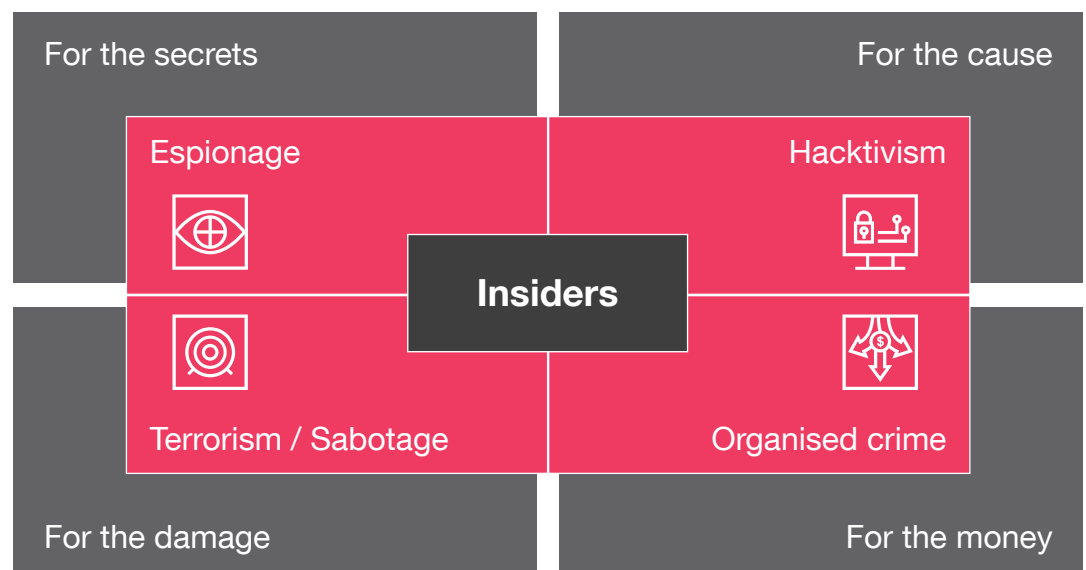 For the secrets
For the cause
Espionage
Hacktivism
Insiders
$
Terrorism / Sabotage
Organised crime
For the damage
For the money